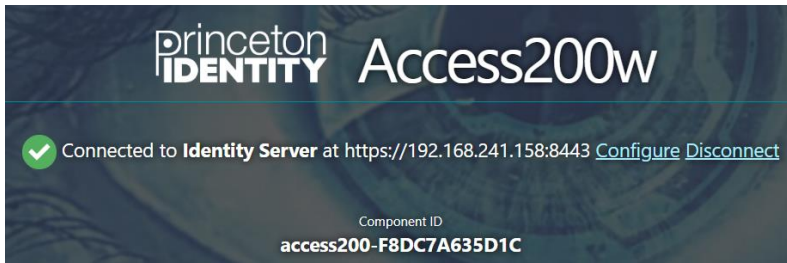 princeton
IDENTITY
Access200w
Connected to Identity Server at https://192.168.241.158:8443 Configure Disconnect
Component ID
access200-F8DC7A635D1C